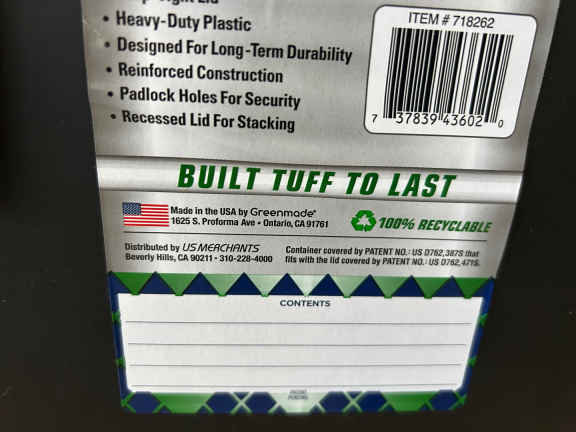 • Heavy-Duty Plastic
• Designed For Long-Term Durability
• Reinforced Construction
• Padlock Holes For Security
• Recessed Lid For Stacking
ITEM # 718262
7 37839 43602 0
BUILT TUFF TO LAST
Made in the USA by Greenmade®
1625 S. Proforma Ave • Ontario, CA 91761
100% RECYCLABLE
Distributed by US MERCHANTS
Beverly Hills, CA 90211 • 310-228-4000
Container covered by PATENT NO.: US D762,387S that
fits with the lid covered by PATENT NO.: US D762,471S.
CONTENTS